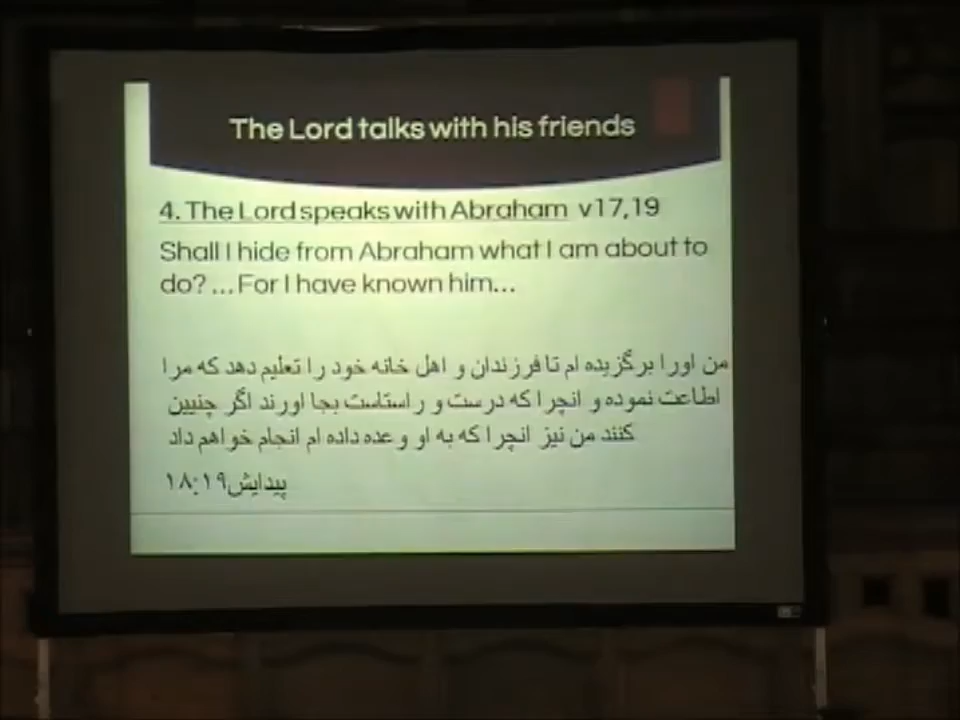 The Lord talks with his friends
4. The Lord speaks with Abraham v17,19
Shall I hide from Abraham what I am about to
do? ... For I have known him...
من اورا برگزیده ام تا فرزندان و اهل خانه خود را تعلیم دهد که مرا
اطاعت نموده و انچرا که درست و راستاست بجا اورند اگر چنیین
کنند من نیز انچرا که به او وعده داده ام انجام خواهم داد
پیدایش۱۸:۱۹